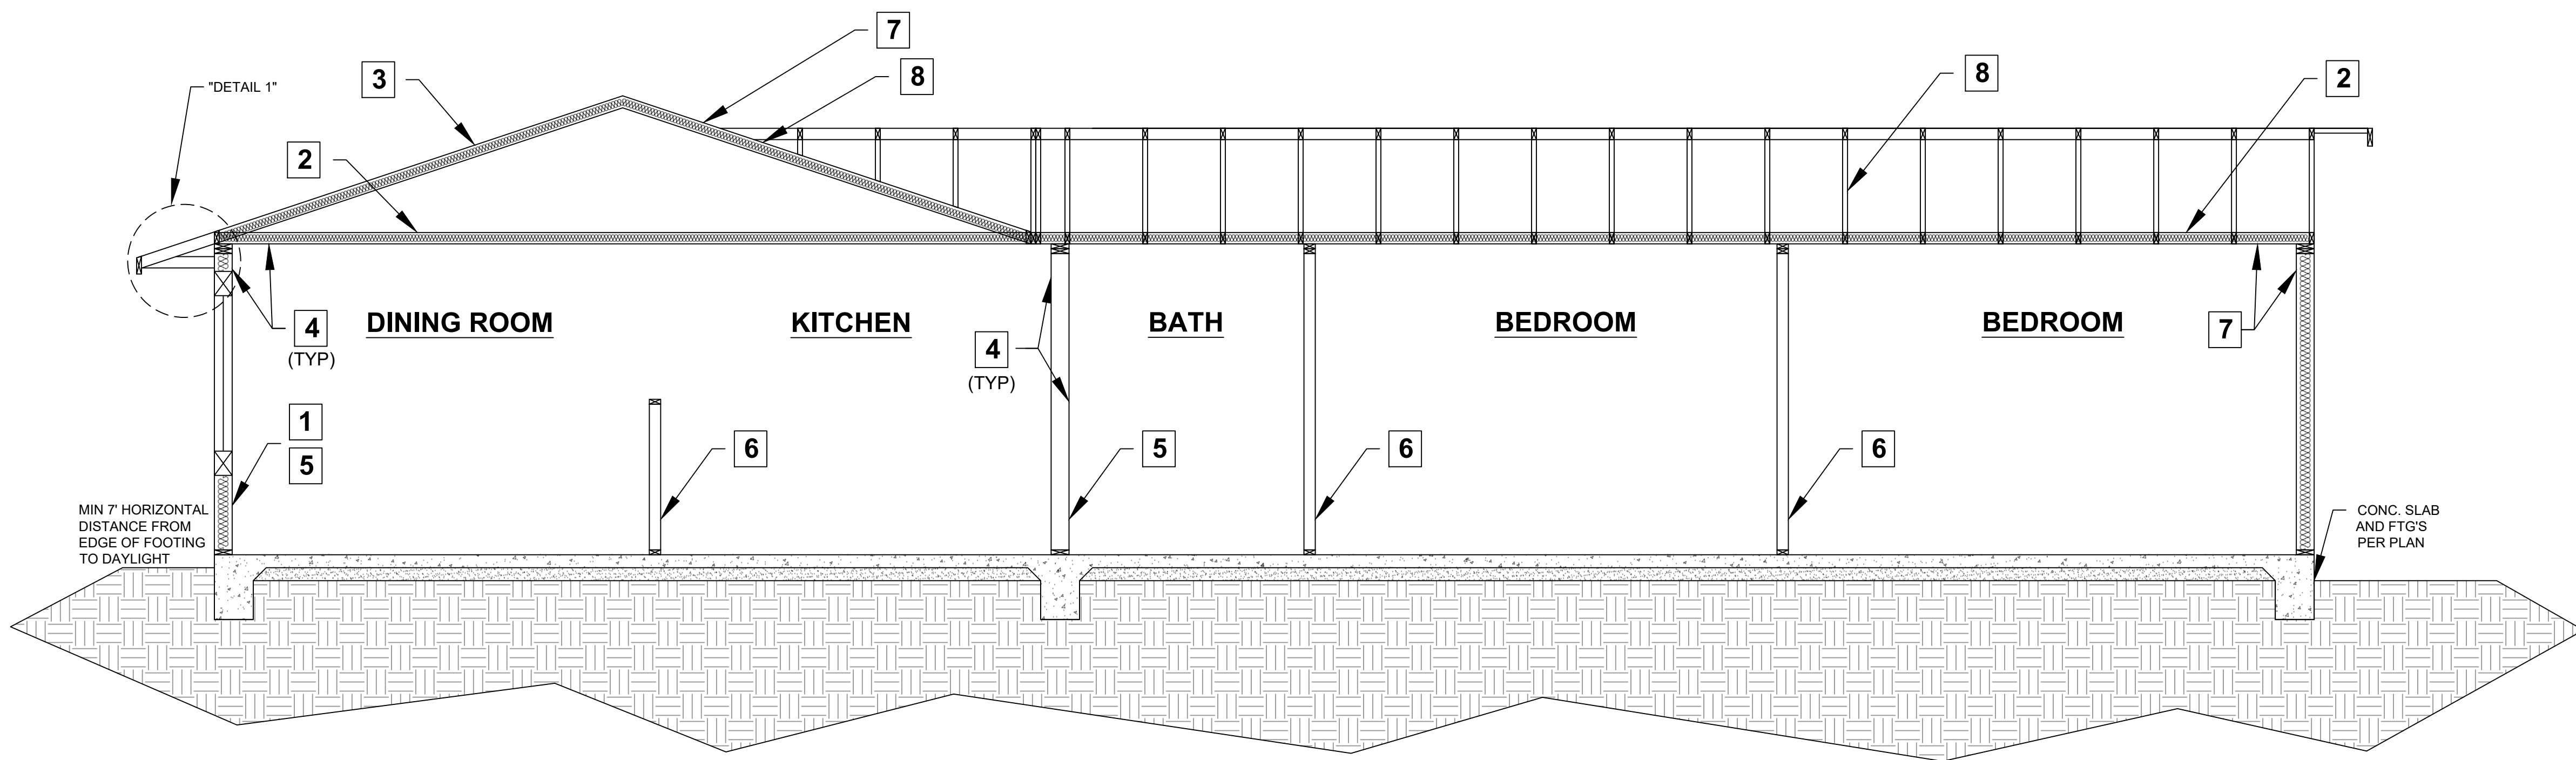 7
3
"DETAIL 1"
8
8
2
2
4
(TYP)
DINING ROOM
KITCHEN
4
(TYP)
BATH
BEDROOM
BEDROOM
7
1
5
6
5
6
6
MIN 7' HORIZONTAL
DISTANCE FROM
EDGE OF FOOTING
TO DAYLIGHT
CONC. SLAB
AND FTG'S
PER PLAN